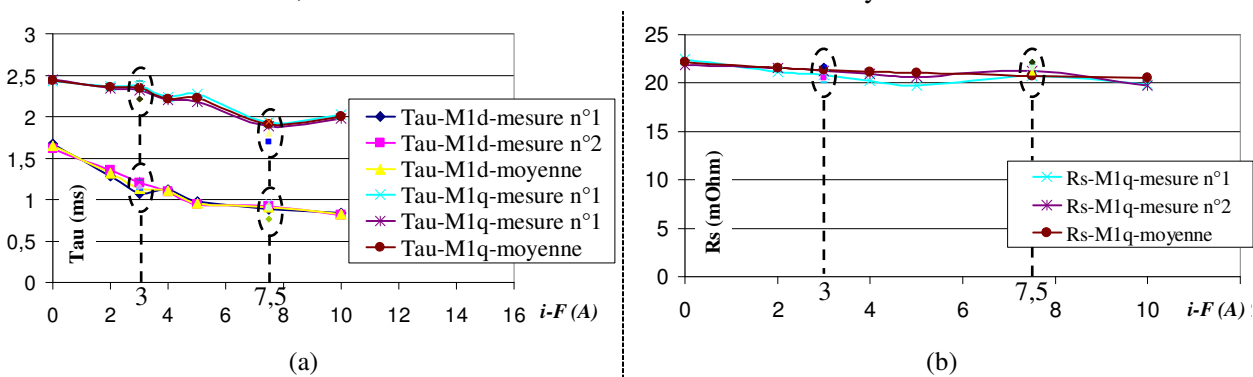 3
2,5
2
1,5
1
0,5
0
Tau (ms)
0 2 4 6 8 10 12 14 16
3
7,5
i-F (A)
Tau-M1d-mesure n°1
Tau-M1d-mesure n°2
Tau-M1d-moyenne
Tau-M1q-mesure n°1
Tau-M1q-mesure n°1
Tau-M1q-moyenne
(a)
25
20
15
10
5
0
Rs (mOhm)
0 2 4 6 8 10
3
7,5
i-F (A)
Rs-M1q-mesure n°1
Rs-M1q-mesure n°2
Rs-M1q-moyenne
(b)